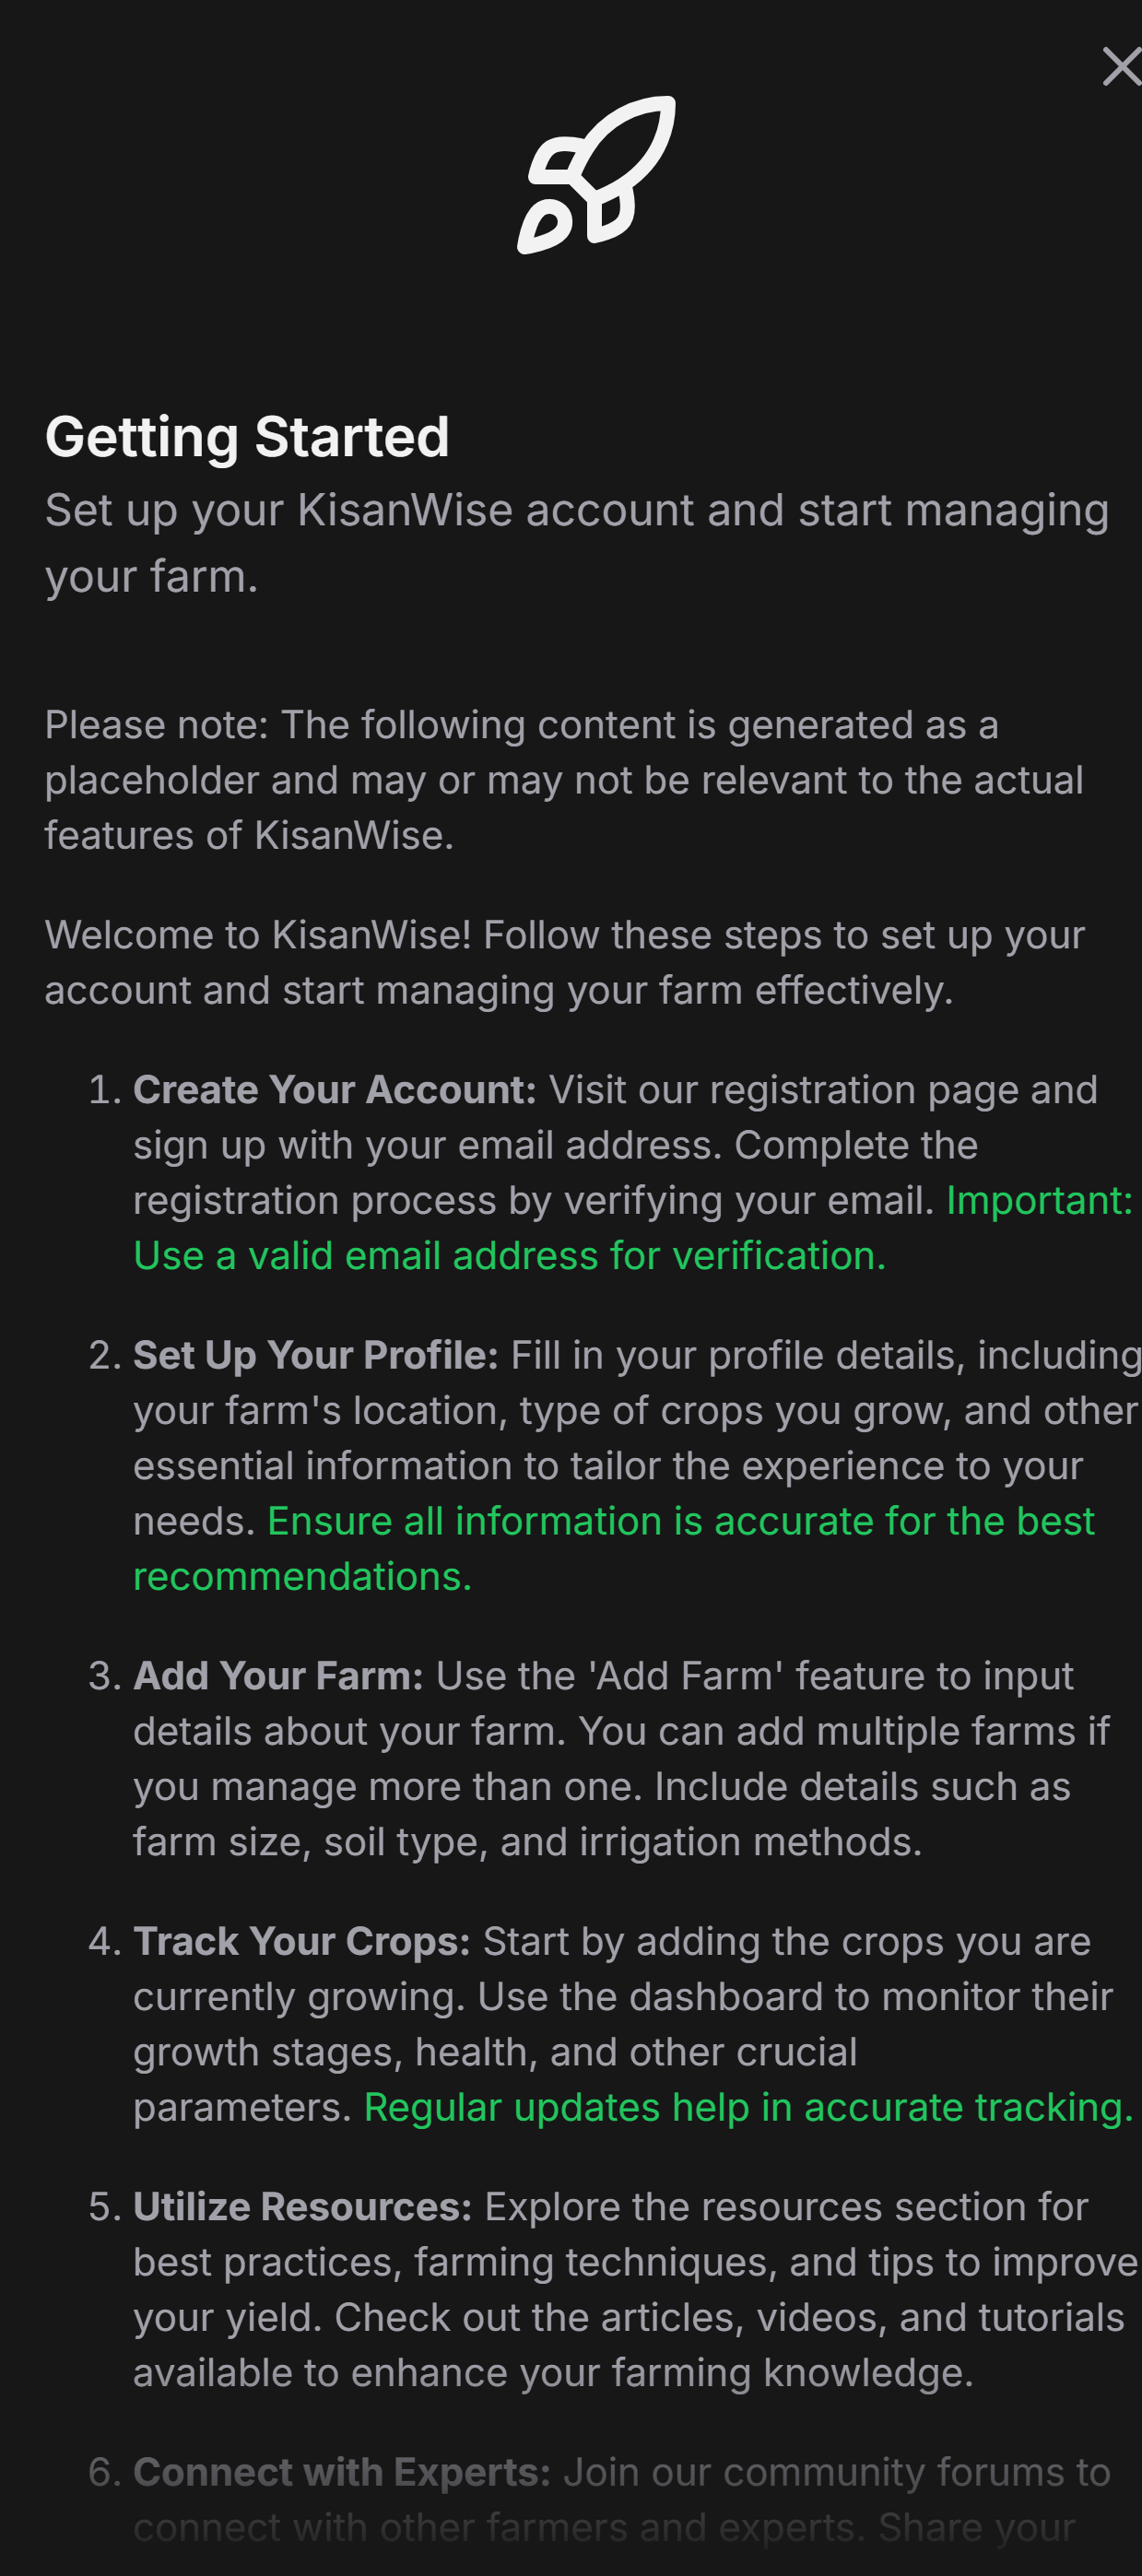 Getting Started
Set up your KisanWise account and start managing
your farm.
Please note: The following content is generated as a
placeholder and may or may not be relevant to the actual
features of KisanWise.
Welcome to KisanWise! Follow these steps to set up your
account and start managing your farm effectively.
1. Create Your Account: Visit our registration page and
sign up with your email address. Complete the
registration process by verifying your email. Important:
Use a valid email address for verification.
2. Set Up Your Profile: Fill in your profile details, including
your farm's location, type of crops you grow, and other
essential information to tailor the experience to your
needs. Ensure all information is accurate for the best
recommendations.
3. Add Your Farm: Use the 'Add Farm' feature to input
details about your farm. You can add multiple farms if
you manage more than one. Include details such as
farm size, soil type, and irrigation methods.
4. Track Your Crops: Start by adding the crops you are
currently growing. Use the dashboard to monitor their
growth stages, health, and other crucial
parameters. Regular updates help in accurate tracking.
5. Utilize Resources: Explore the resources section for
best practices, farming techniques, and tips to improve
your yield. Check out the articles, videos, and tutorials
available to enhance your farming knowledge.
6. Connect with Experts: Join our community forums to
connect with other farmers and experts. Share your